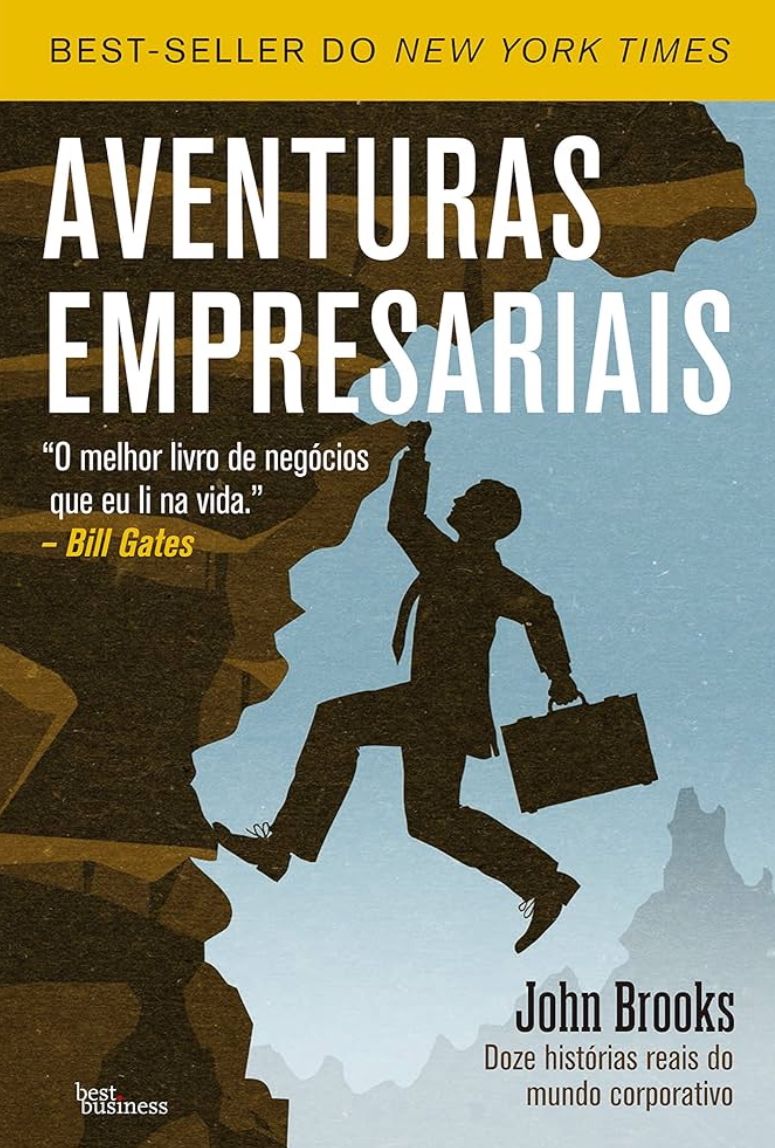 BEST-SELLER DO NEW YORK TIMES
AVENTURAS
EMPRESARIAIS
“O melhor livro de negócios
que eu li na vida.”
– Bill Gates
John Brooks
Doze histórias reais do
mundo corporativo
best.
business